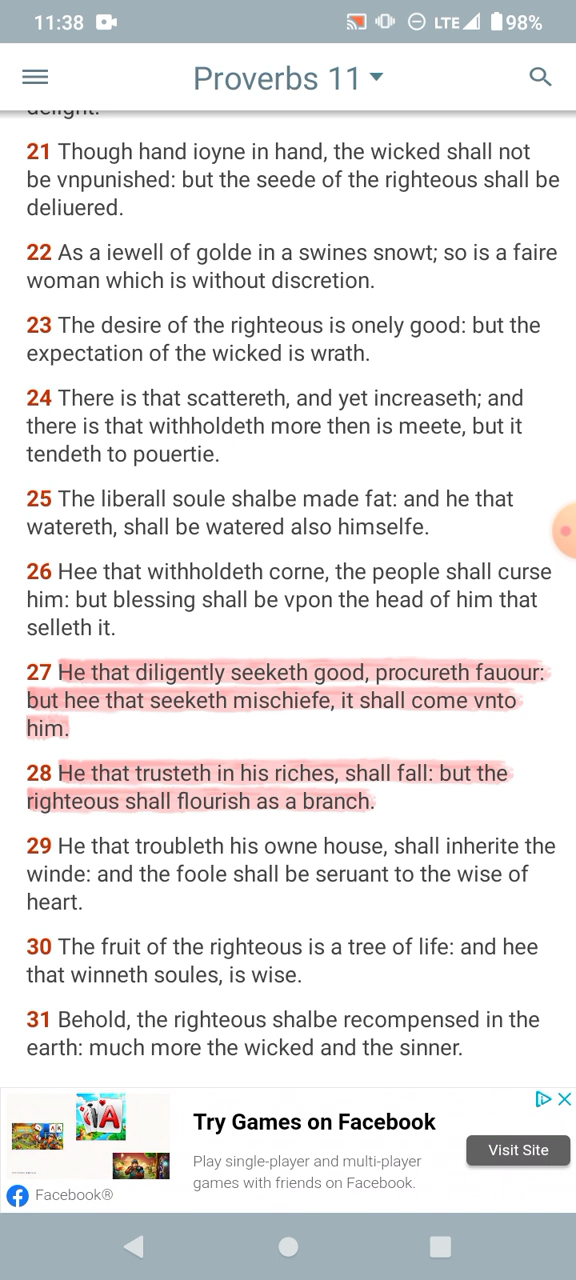 11:38 LTE 98%
Proverbs 11
delight.
21 Though hand ioyne in hand, the wicked shall not
be vnpunished: but the seede of the righteous shall be
deliuered.
22 As a iewell of golde in a swines snowt; so is a faire
woman which is without discretion.
23 The desire of the righteous is onely good: but the
expectation of the wicked is wrath.
24 There is that scattereth, and yet increaseth; and
there is that withholdeth more then is meete, but it
tendeth to pouertie.
25 The liberall soule shalbe made fat: and he that
watereth, shall be watered also himselfe.
26 Hee that withholdeth corne, the people shall curse
him: but blessing shall be vpon the head of him that
selleth it.
27 He that diligently seeketh good, procureth fauour:
but hee that seeketh mischiefe, it shall come vnto
him.
28 He that trusteth in his riches, shall fall: but the
righteous shall flourish as a branch.
29 He that troubleth his owne house, shall inherite the
winde: and the foole shall be seruant to the wise of
heart.
30 The fruit of the righteous is a tree of life: and hee
that winneth soules, is wise.
31 Behold, the righteous shalbe recompensed in the
earth: much more the wicked and the sinner.
A
Try Games on Facebook
Visit Site
Play single-player and multi-player
games with friends on Facebook.
Facebook®